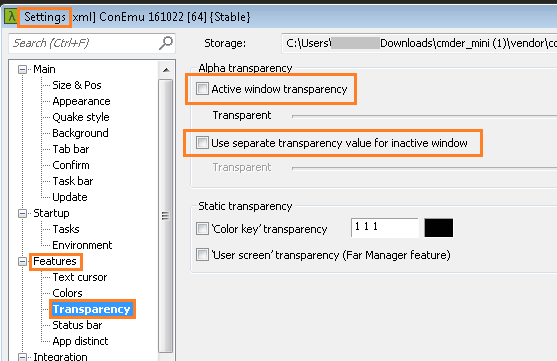 Settings xml] ConEmu 161022 [64] {Stable}
Search (Ctrl+F)
Storage: C:\Users\ Downloads\cmder_mini (1)\vendor\co
Main
Size & Pos
Appearance
Quake style
Background
Tab bar
Confirm
Task bar
Update
Startup
Tasks
Environment
Features
Text cursor
Colors
Transparency
Status bar
App distinct
Integration
Alpha transparency
Active window transparency
Transparent
Use separate transparency value for inactive window
Transparent
Static transparency
'Color key' transparency 1 1 1
'User screen' transparency (Far Manager feature)